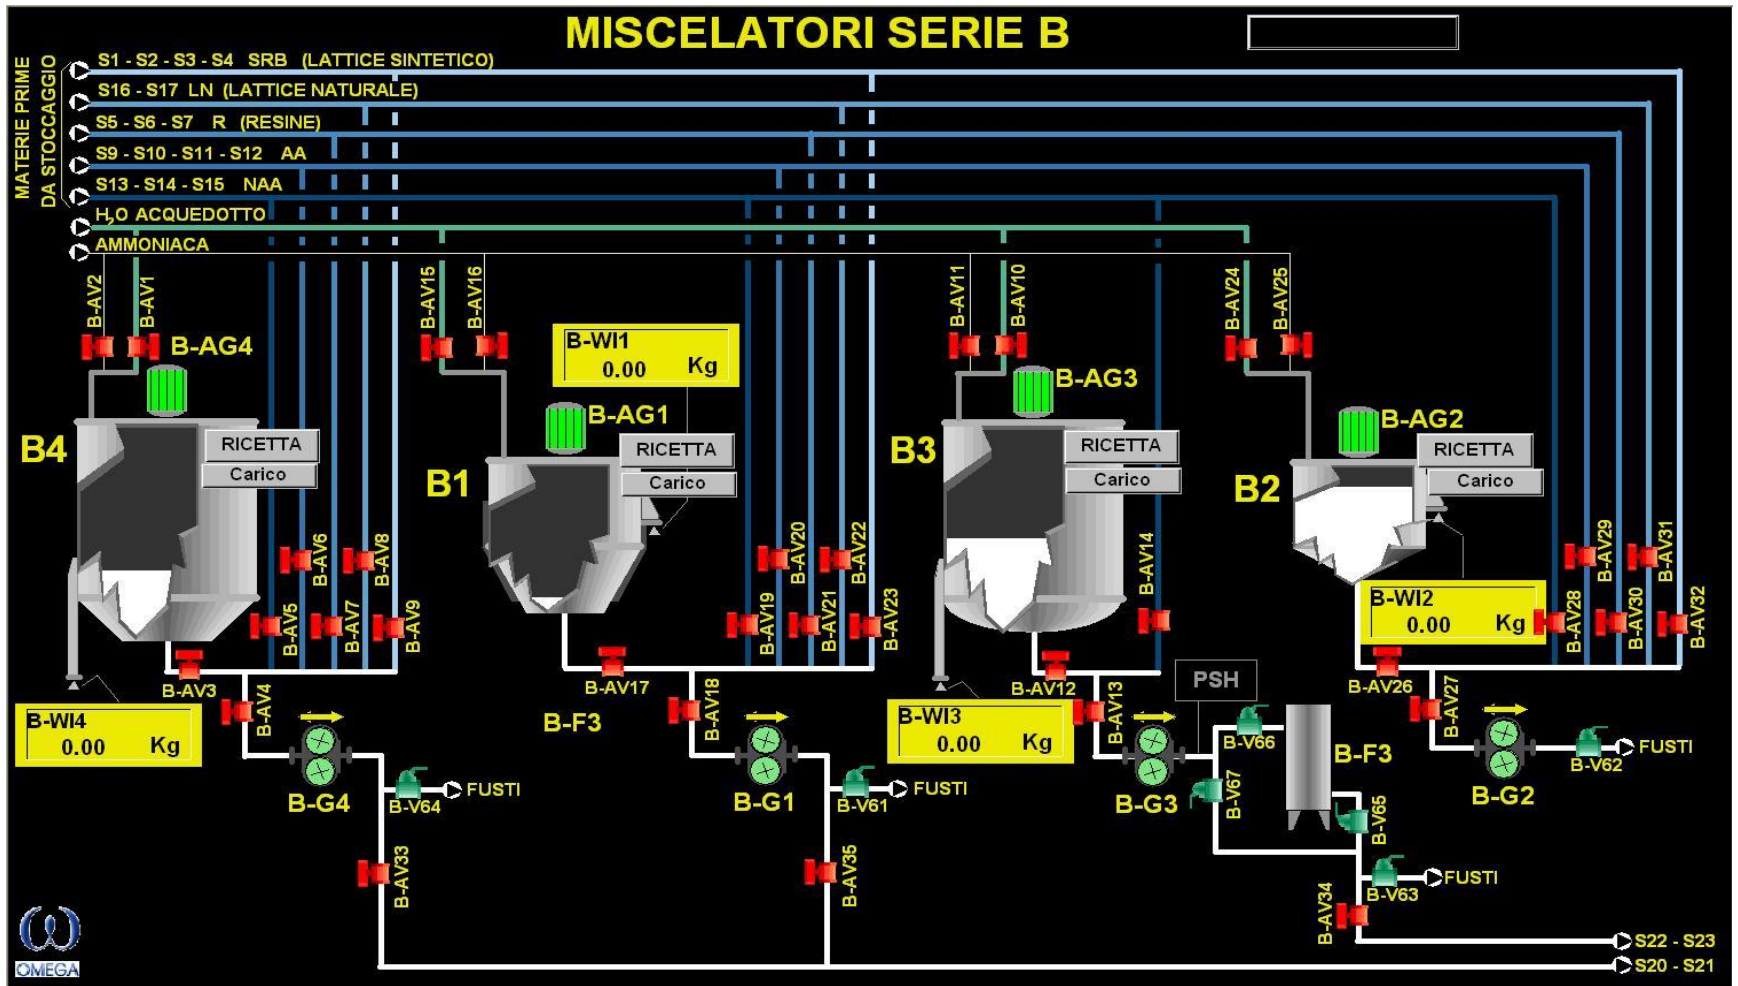 MISCELATORI SERIE B
MATERIE PRIME
DA STOCCAGGIO
S1 - S2 - S3 - S4 SRB (LATTICE SINTETICO)
S16 - S17 LN (LATTICE NATURALE)
S5 - S6 - S7 R (RESINE)
S9 - S10 - S11 - S12 AA
S13 - S14 - S15 NAA
H₂O ACQUEDOTTO
AMMONIACA
B-AV2
B-AV1
B-AG4
B4
RICETTA
Carico
B-AV5
B-AV6
B-AV7
B-AV8
B-AV9
B-AV3
B-AV4
B-WI4
0.00 Kg
B-G4
B-V64
FUSTI
B-AV33
B-AV15
B-AV16
B-WI1
0.00 Kg
B-AG1
B1
RICETTA
Carico
B-AV19
B-AV20
B-AV21
B-AV22
B-AV23
B-AV17
B-AV18
B-F3
B-G1
B-V61
FUSTI
B-AV35
B-AV11
B-AV10
B-AG3
B3
RICETTA
Carico
B-AV14
B-AV12
B-AV13
B-WI3
0.00 Kg
PSH
B-G3
B-V66
B-V67
B-F3
B-V65
B-V63
FUSTI
B-AV34
B-AV24
B-AV25
B-AG2
B2
RICETTA
Carico
B-WI2
0.00 Kg
B-AV28
B-AV29
B-AV30
B-AV31
B-AV32
B-AV26
B-AV27
B-G2
B-V62
FUSTI
S22 - S23
S20 - S21
OMEGA